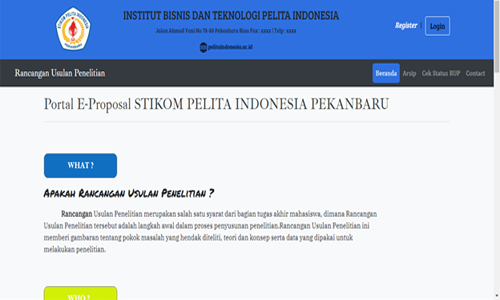 INSTITUT BISNIS DAN TEKNOLOGI PELITA INDONESIA
Jalan Ahmad Yani No 78-88 Pekanbaru Riau Fax : xxxx | Telp : xxxx
pelitaindonesia.ac.id
Register | Login
STIKOM PELITA INDONESIA
PEKANBARU
Rancangan Usulan Penelitian
Beranda Arsip Cek Status RUP Contact
Portal E-Proposal STIKOM PELITA INDONESIA PEKANBARU
WHAT ?
Apakah Rancangan Usulan Penelitian ?
Rancangan Usulan Penelitian merupakan salah satu syarat dari bagian tugas akhir mahasiswa, dimana Rancangan
Usulan Penelitian tersebut adalah langkah awal dalam proses penyusunan penelitian.Rancangan Usulan Penelitian ini
memberi gambaran tentang pokok masalah yang hendak diteliti, teori dan konsep serta data yang dipakai untuk
melakukan penelitian.
WHO ?